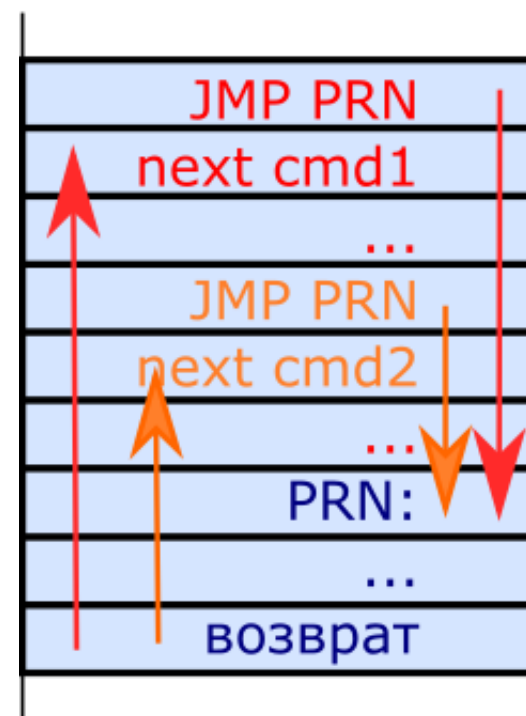 JMP PRN
next cmd1
...
JMP PRN
next cmd2
...
PRN:
...
возврат